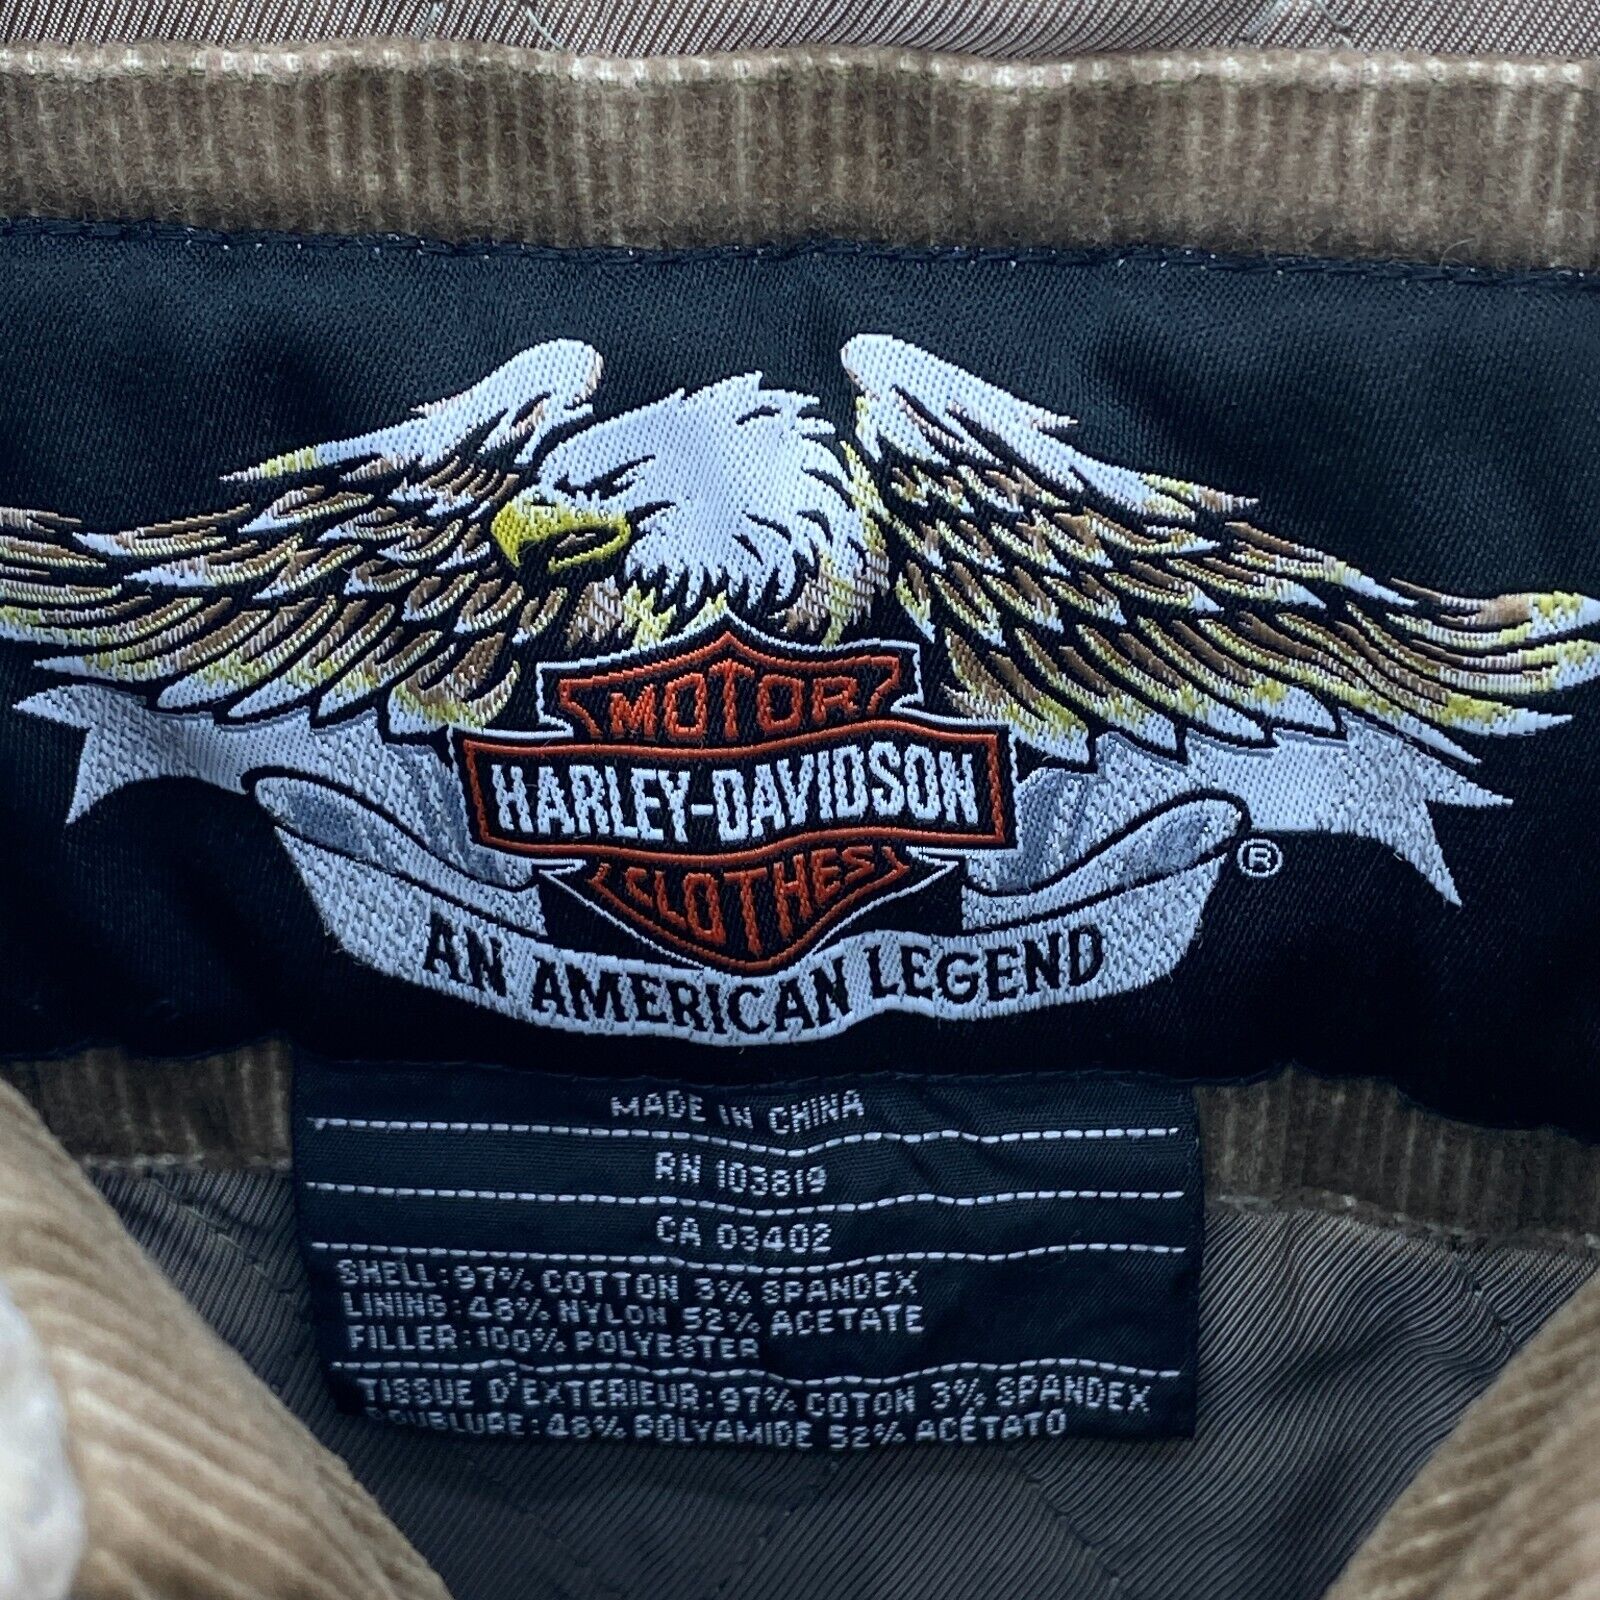 MOTOR
HARLEY-DAVIDSON
CLOTHES
®
AN AMERICAN LEGEND
MADE IN CHINA
RN 103819
CA 03402
SHELL:97% COTTON 3% SPANDEX
LINING:48% NYLON 52% ACETATE
FILLER:100% POLYESTER
TISSUE D'EXTERIEUR:97% COTON 3% SPANDEX
DOUBLURE:48% POLYAMIDE 52% ACÉTATO